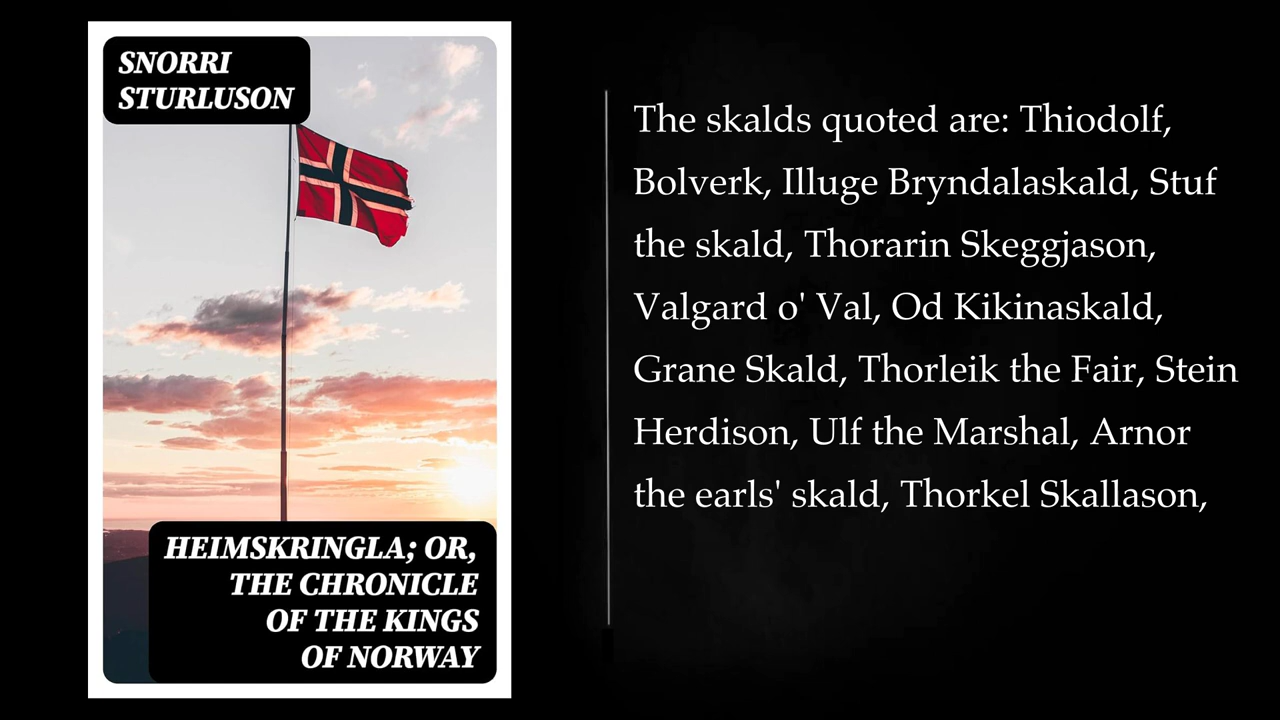 SNORRI
STURLUSON
HEIMSKRINGLA; OR,
THE CHRONICLE
OF THE KINGS
OF NORWAY
The skalds quoted are: Thiodolf,
Bolverk, Illuge Bryndalaskald, Stuf
the skald, Thorarin Skeggjason,
Valgard o' Val, Od Kikinaskald,
Grane Skald, Thorleik the Fair, Stein
Herdison, Ulf the Marshal, Arnor
the earls' skald, Thorkel Skallason,